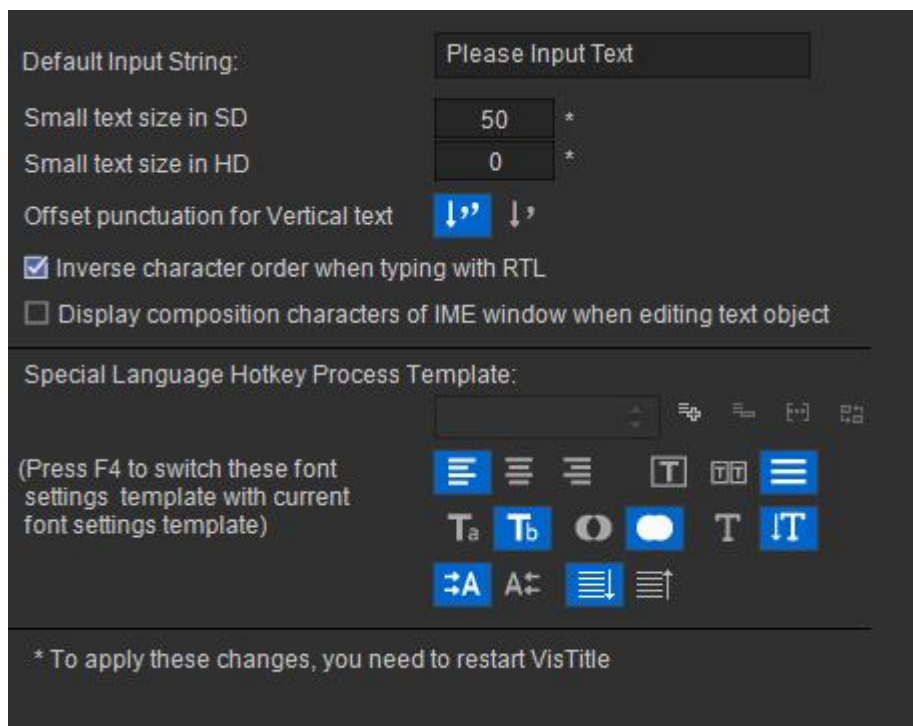 Default Input String:
Please Input Text
Small text size in SD
50 *
Small text size in HD
0 *
Offset punctuation for Vertical text
Inverse character order when typing with RTL
Display composition characters of IME window when editing text object
Special Language Hotkey Process Template:
(Press F4 to switch these font
settings template with current
font settings template)
* To apply these changes, you need to restart VisTitle